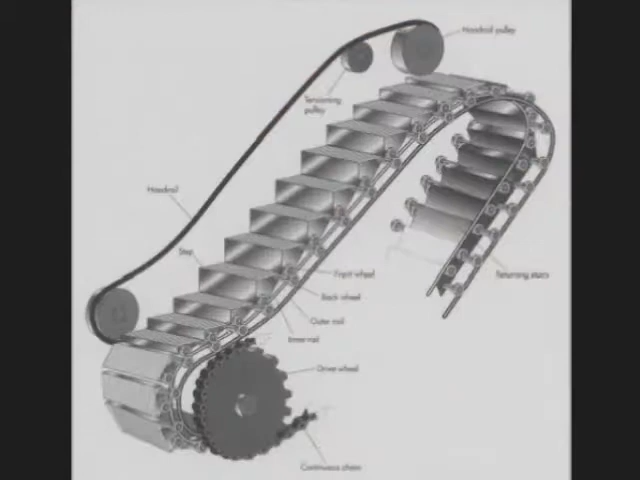 Handrail pulley
Tensioning
pulley
Handrail
Step
Front wheel
Back wheel
Returning stairs
Outer rail
Inner rail
Drive wheel
Continuous chain